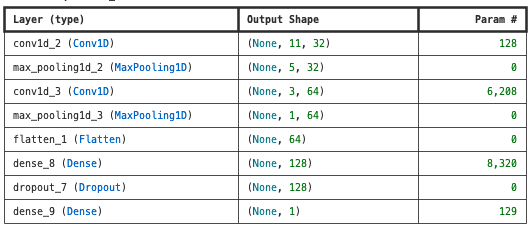 Layer (type) Output Shape Param #
conv1d_2 (Conv1D) (None, 11, 32) 128
max_pooling1d_2 (MaxPooling1D) (None, 5, 32) 0
conv1d_3 (Conv1D) (None, 3, 64) 6,208
max_pooling1d_3 (MaxPooling1D) (None, 1, 64) 0
flatten_1 (Flatten) (None, 64) 0
dense_8 (Dense) (None, 128) 8,320
dropout_7 (Dropout) (None, 128) 0
dense_9 (Dense) (None, 1) 129